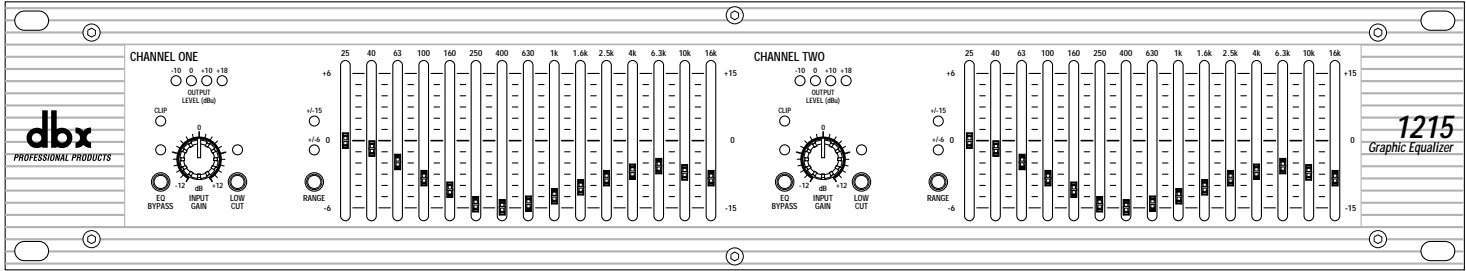 CHANNEL ONE
-10 0 +10 +18
OUTPUT
LEVEL (dBu)
CLIP
0
-12 dB +12
EQ
BYPASS
INPUT
GAIN
LOW
CUT
+/-15
+/-6
RANGE
25 40 63 100 160 250 400 630 1k 1.6k 2.5k 4k 6.3k 10k 16k
+6 +15
0 0
-6 -15
CHANNEL TWO
-10 0 +10 +18
OUTPUT
LEVEL (dBu)
CLIP
0
-12 dB +12
EQ
BYPASS
INPUT
GAIN
LOW
CUT
+/-15
+/-6
RANGE
25 40 63 100 160 250 400 630 1k 1.6k 2.5k 4k 6.3k 10k 16k
+6 +15
0 0
-6 -15
dbx
PROFESSIONAL PRODUCTS
1215
Graphic Equalizer